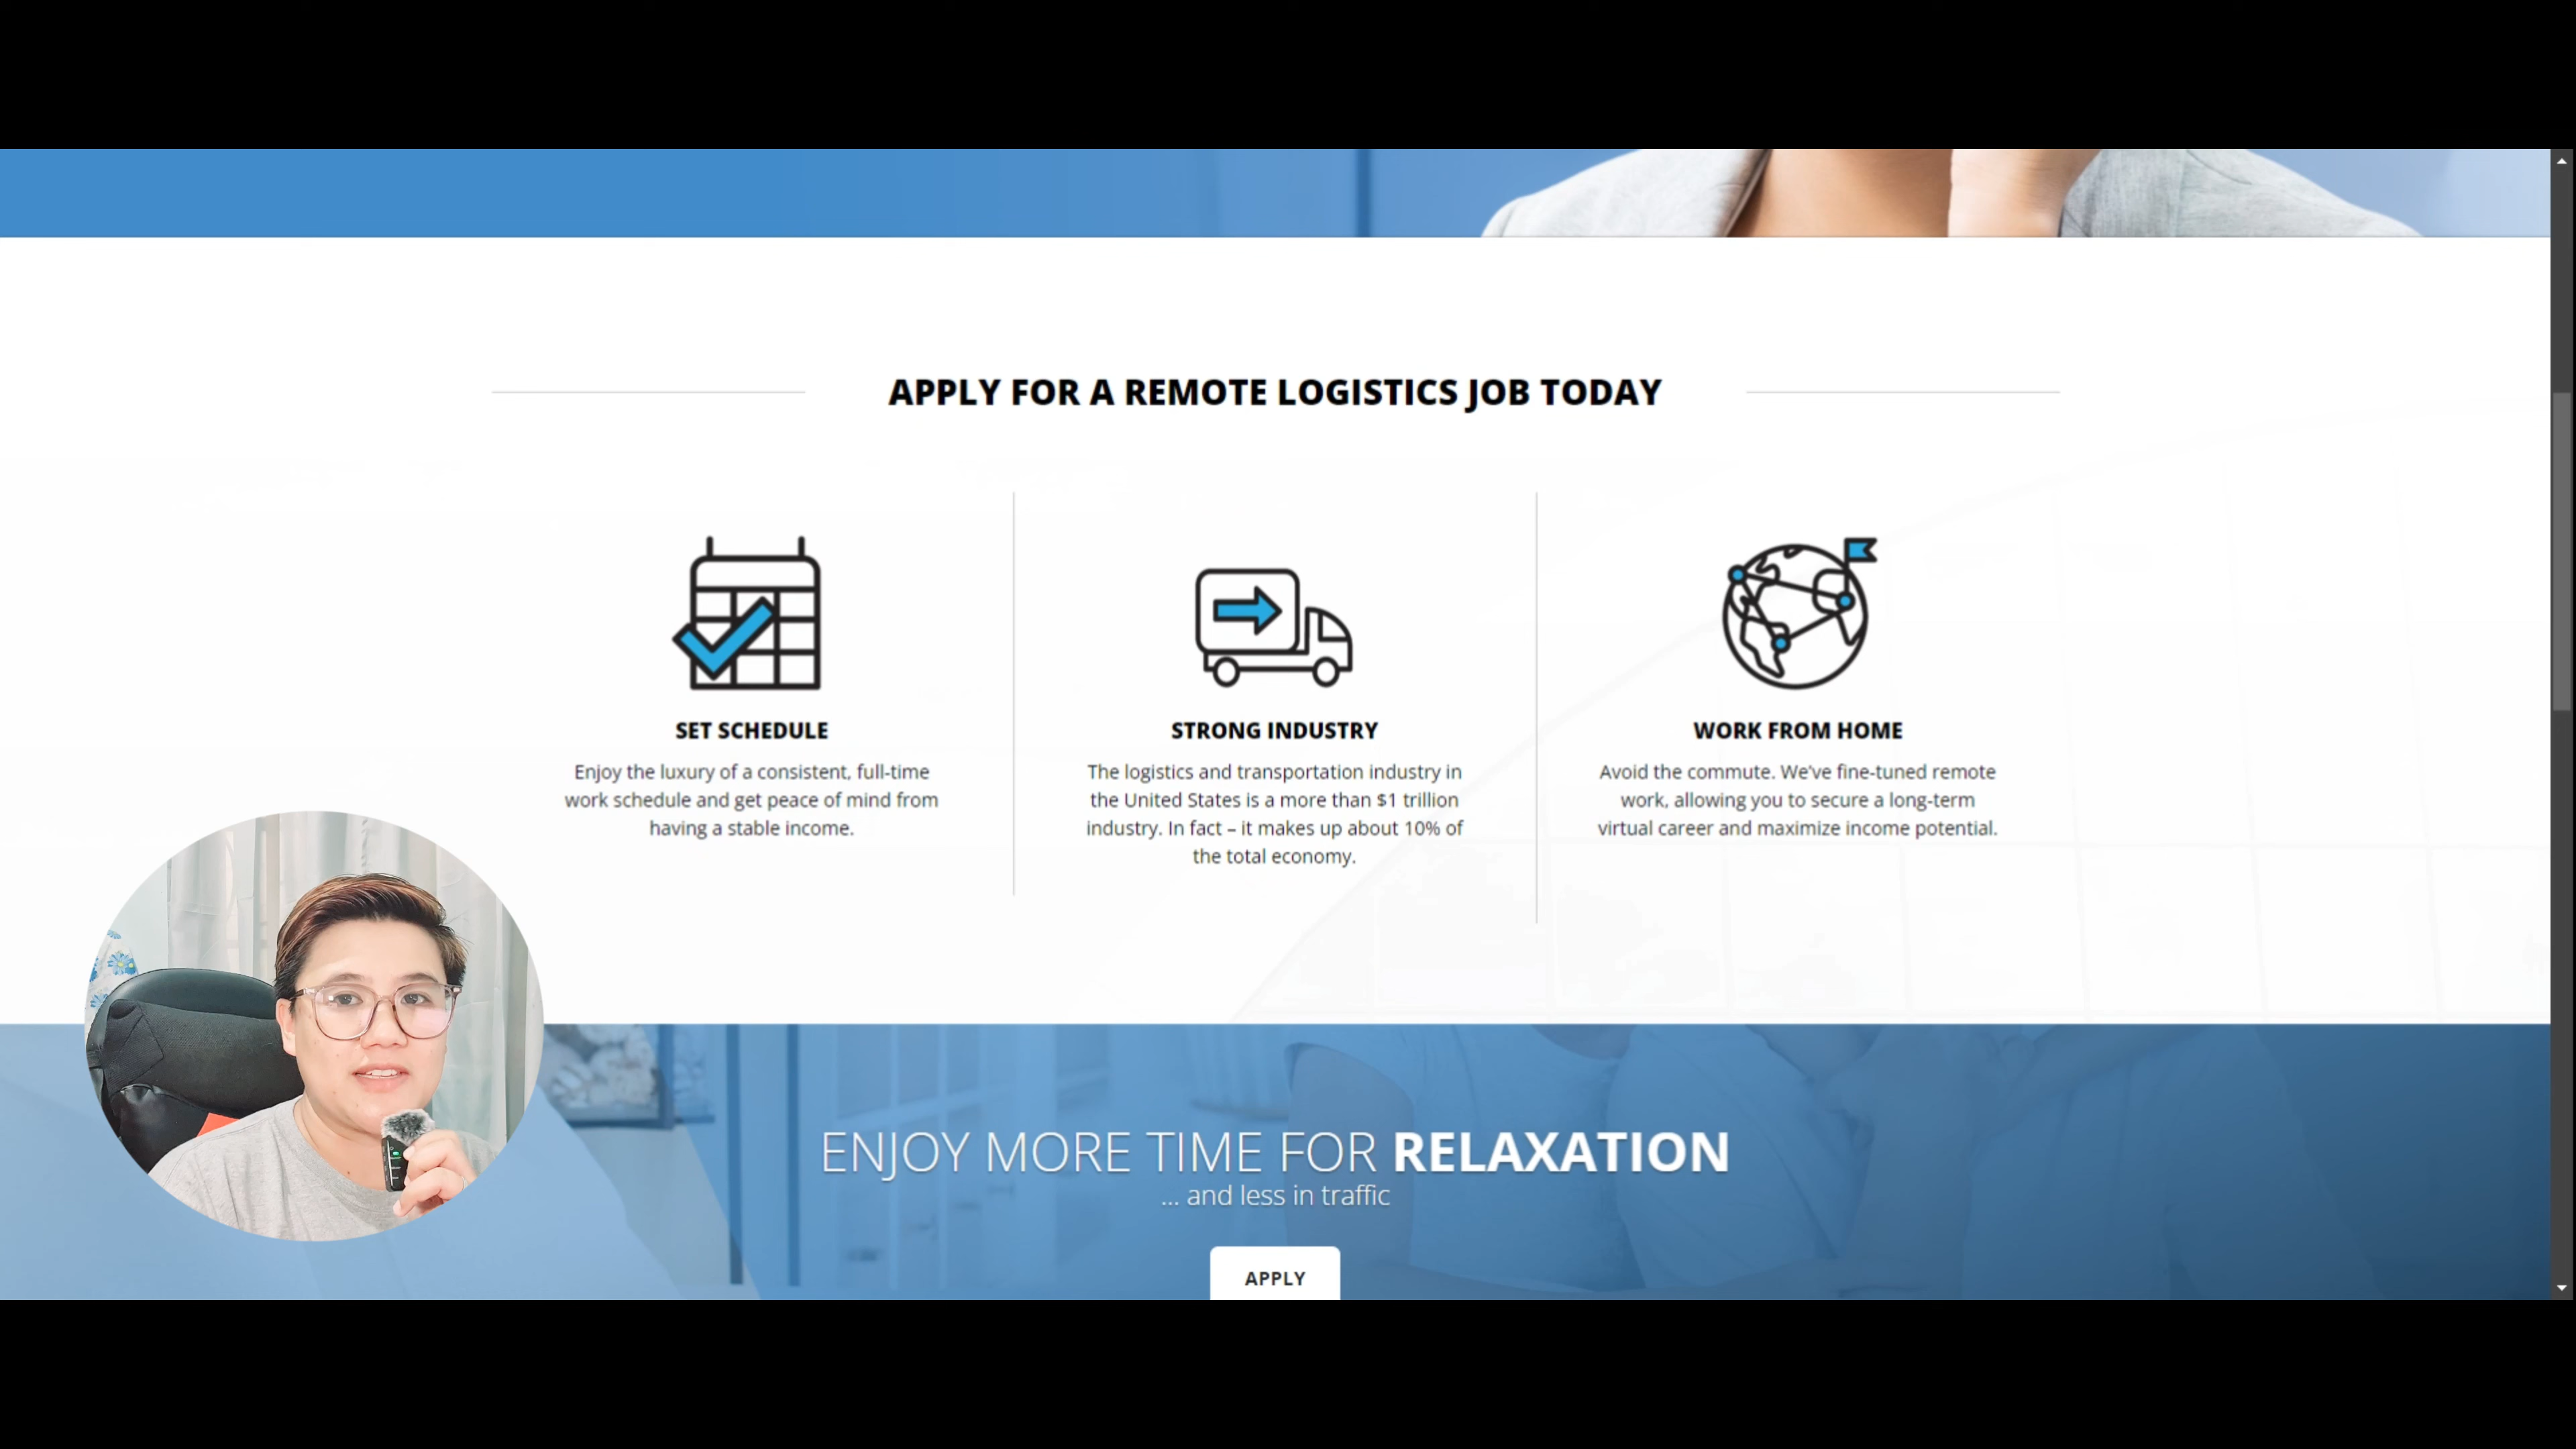 APPLY FOR A REMOTE LOGISTICS JOB TODAY
SET SCHEDULE
Enjoy the luxury of a consistent, full-time
work schedule and get peace of mind from
having a stable income.
STRONG INDUSTRY
The logistics and transportation industry in
the United States is a more than $1 trillion
industry. In fact – it makes up about 10% of
the total economy.
WORK FROM HOME
Avoid the commute. We've fine-tuned remote
work, allowing you to secure a long-term
virtual career and maximize income potential.
ENJOY MORE TIME FOR RELAXATION
... and less in traffic
APPLY